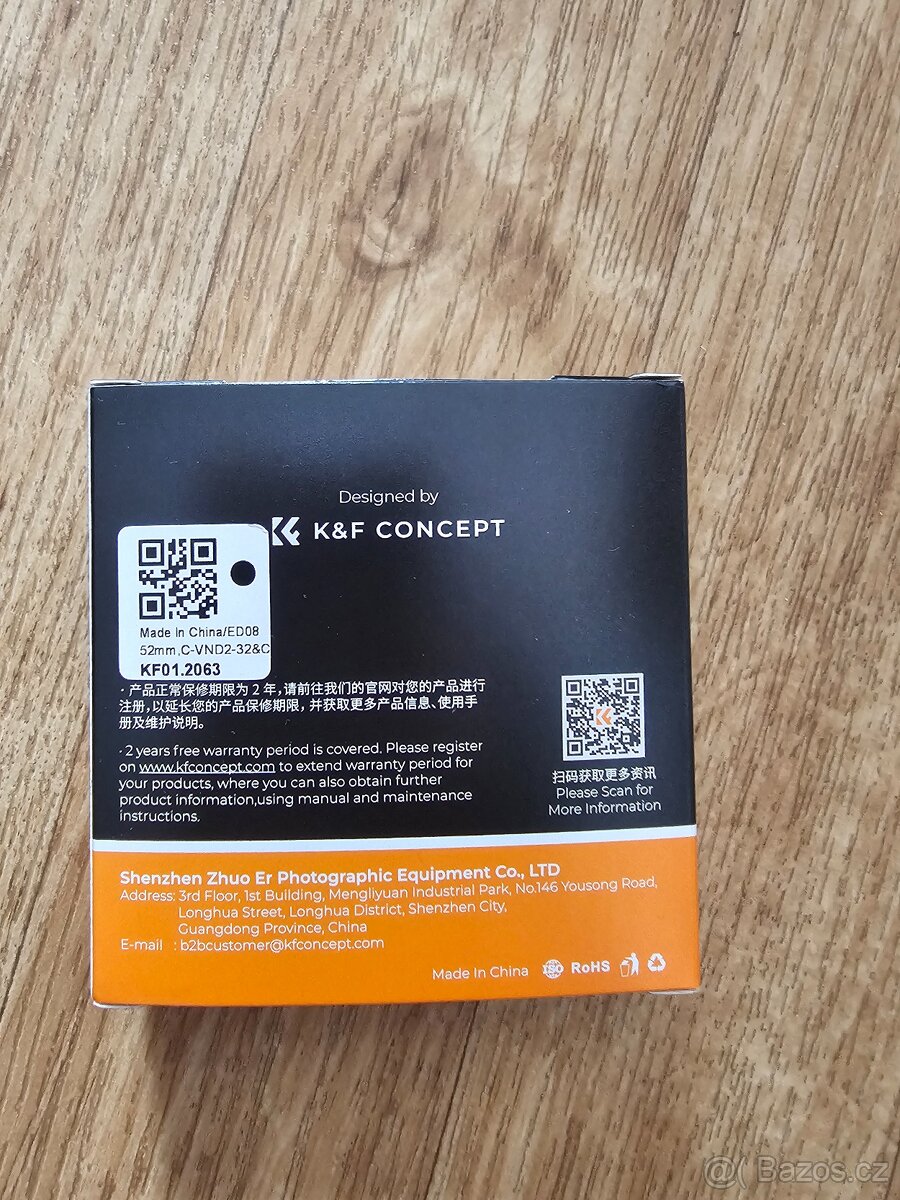 Designed by
K&F CONCEPT
Made In China/ED08
52mm,C-VND2-32&C
KF01.2063
· 产品正常保修期限为 2 年,请前往我们的官网对您的产品进行
注册,以延长您的产品保修期限，并获取更多产品信息、使用手
册及维护说明。
· 2 years free warranty period is covered. Please register
on www.kfconcept.com to extend warranty period for
your products, where you can also obtain further
product information,using manual and maintenance
instructions.
扫码获取更多资讯
Please Scan for
More Information
Shenzhen Zhuo Er Photographic Equipment Co., LTD
Address: 3rd Floor, 1st Building, Mengliyuan Industrial Park, No.146 Yousong Road,
Longhua Street, Longhua District, Shenzhen City,
Guangdong Province, China
E-mail : b2bcustomer@kfconcept.com
Made In China ISO RoHS
@( Bazos.cz